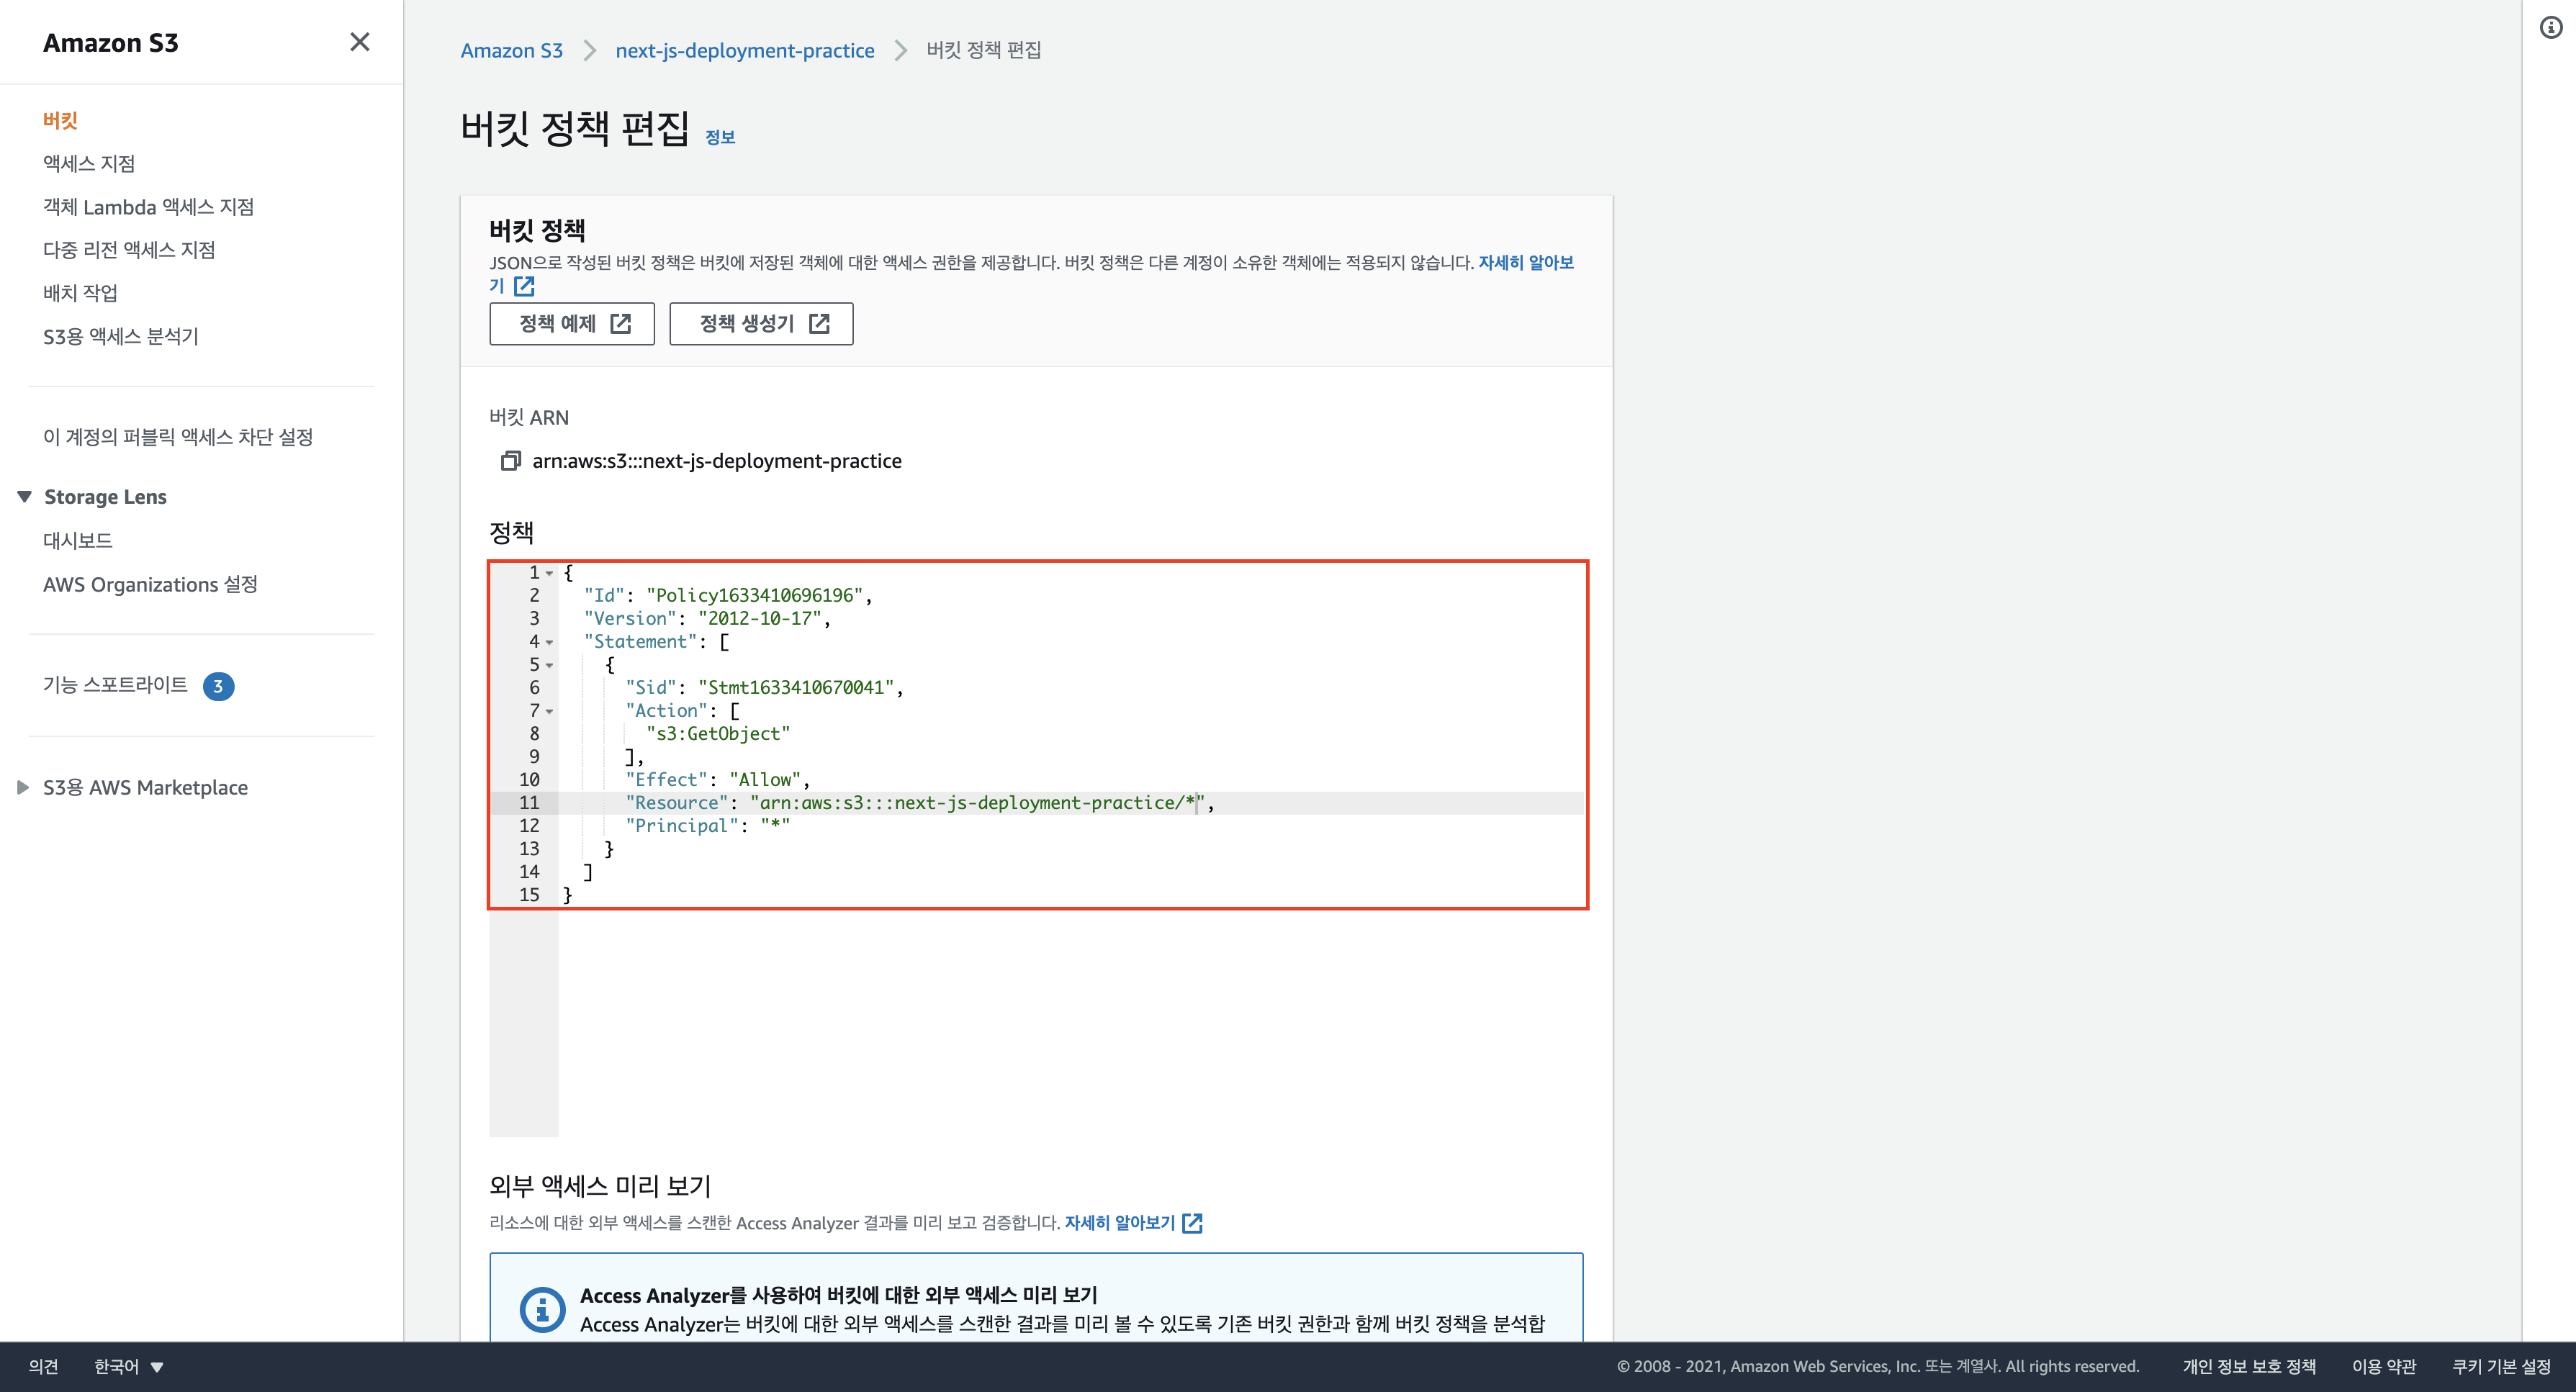 Amazon S3
버킷
액세스 지점
객체 Lambda 액세스 지점
다중 리전 액세스 지점
배치 작업
S3용 액세스 분석기
이 계정의 퍼블릭 액세스 차단 설정
Storage Lens
대시보드
AWS Organizations 설정
기능 스포트라이트 3
S3용 AWS Marketplace
Amazon S3 > next-js-deployment-practice > 버킷 정책 편집
버킷 정책 편집 정보
버킷 정책
JSON으로 작성된 버킷 정책은 버킷에 저장된 객체에 대한 액세스 권한을 제공합니다. 버킷 정책은 다른 계정이 소유한 객체에는 적용되지 않습니다. 자세히 알아보
기
정책 예제 정책 생성기
버킷 ARN
arn:aws:s3:::next-js-deployment-practice
정책
1 {
2 "Id": "Policy1633410696196",
3 "Version": "2012-10-17",
4 "Statement": [
5 {
6 "Sid": "Stmt1633410670041",
7 "Action": [
8 "s3:GetObject"
9 ],
10 "Effect": "Allow",
11 "Resource": "arn:aws:s3:::next-js-deployment-practice/*",
12 "Principal": "*"
13 }
14 ]
15 }
외부 액세스 미리 보기
리소스에 대한 외부 액세스를 스캔한 Access Analyzer 결과를 미리 보고 검증합니다. 자세히 알아보기
Access Analyzer를 사용하여 버킷에 대한 외부 액세스 미리 보기
Access Analyzer는 버킷에 대한 외부 액세스를 스캔한 결과를 미리 볼 수 있도록 기존 버킷 권한과 함께 버킷 정책을 분석합
의견 한국어 © 2008 - 2021, Amazon Web Services, Inc. 또는 계열사. All rights reserved. 개인 정보 보호 정책 이용 약관 쿠키 기본 설정